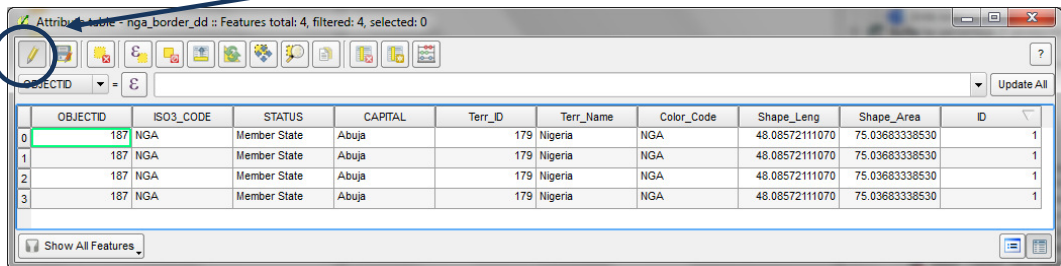 Attribute table - nga_border_dd :: Features total: 4, filtered: 4, selected: 0
ε
?
OBJECTID = ε Update All
OBJECTID ISO3_CODE STATUS CAPITAL Terr_ID Terr_Name Color_Code Shape_Leng Shape_Area ID
0 187 NGA Member State Abuja 179 Nigeria NGA 48.08572111070 75.03683338530 1
1 187 NGA Member State Abuja 179 Nigeria NGA 48.08572111070 75.03683338530 1
2 187 NGA Member State Abuja 179 Nigeria NGA 48.08572111070 75.03683338530 1
3 187 NGA Member State Abuja 179 Nigeria NGA 48.08572111070 75.03683338530 1
Show All Features